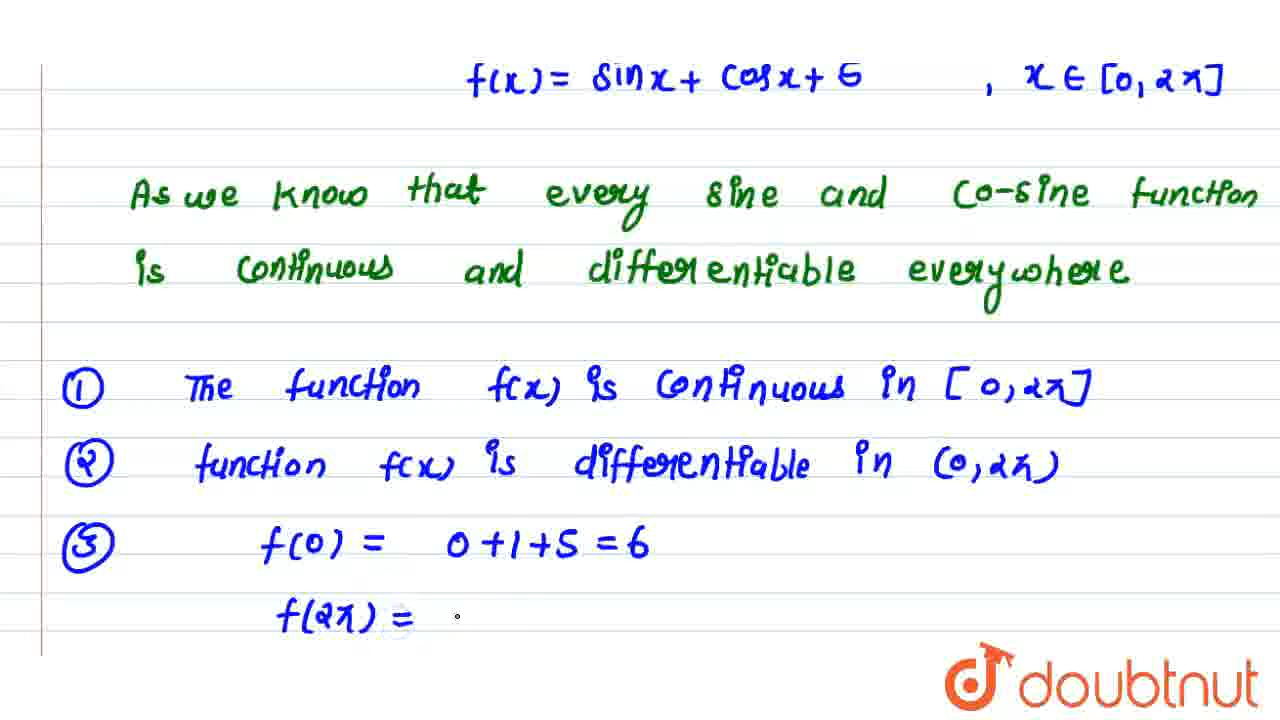 f(x) = sinx + cosx + 5 , x ∈ [0, 2π]
As we know that every sine and co-sine function
is continuous and differentiable everywhere
① The function f(x) is continuous in [0, 2π]
② function f(x) is differentiable in (0, 2π)
③ f(0) = 0 + 1 + 5 = 6
f(2π) =
doubtnut